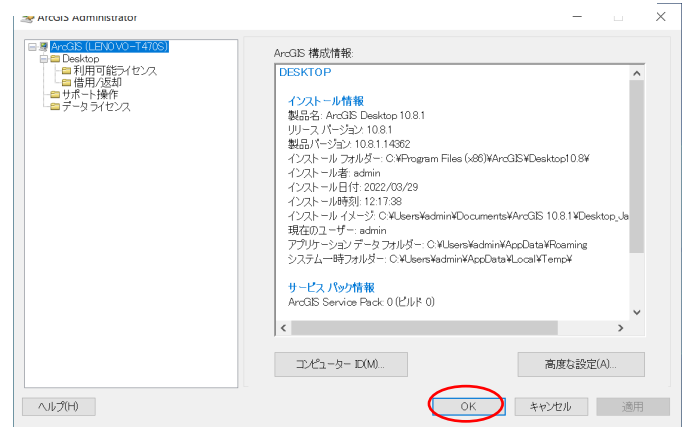 ArcGIS Administrator
ArcGIS (LENOVO-T470S)
Desktop
利用可能ライセンス
借用/返却
サポート操作
データ ライセンス
ArcGIS 構成情報:
DESKTOP
インストール情報
製品名: ArcGIS Desktop 10.8.1
リリース バージョン: 10.8.1
製品バージョン: 10.8.1.14362
インストール フォルダー: C:¥Program Files (x86)¥ArcGIS¥Desktop10.8¥
インストール者: admin
インストール日付: 2022/03/29
インストール時刻: 12:17:38
インストール イメージ: C:¥Users¥admin¥Documents¥ArcGIS 10.8.1¥Desktop_Ja
現在のユーザー: admin
アプリケーション データ フォルダー: C:¥Users¥admin¥AppData¥Roaming
システム一時フォルダー: C:¥Users¥admin¥AppData¥Local¥Temp¥
サービス パック情報
ArcGIS Service Pack: 0 (ビルド 0)
コンピューター ID(M)...
高度な設定(A)...
ヘルプ(H)
OK
キャンセル
適用